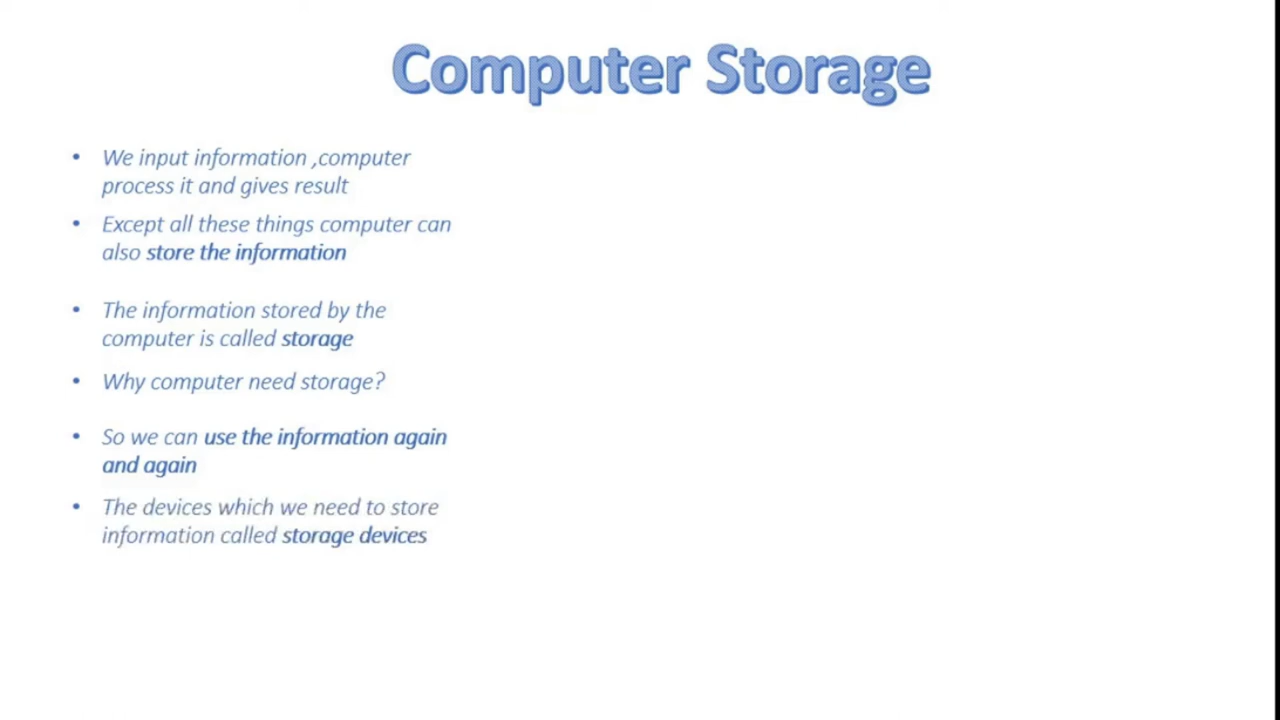 Computer Storage
• We input information ,computer
process it and gives result
• Except all these things computer can
also store the information
• The information stored by the
computer is called storage
• Why computer need storage?
• So we can use the information again
and again
• The devices which we need to store
information called storage devices